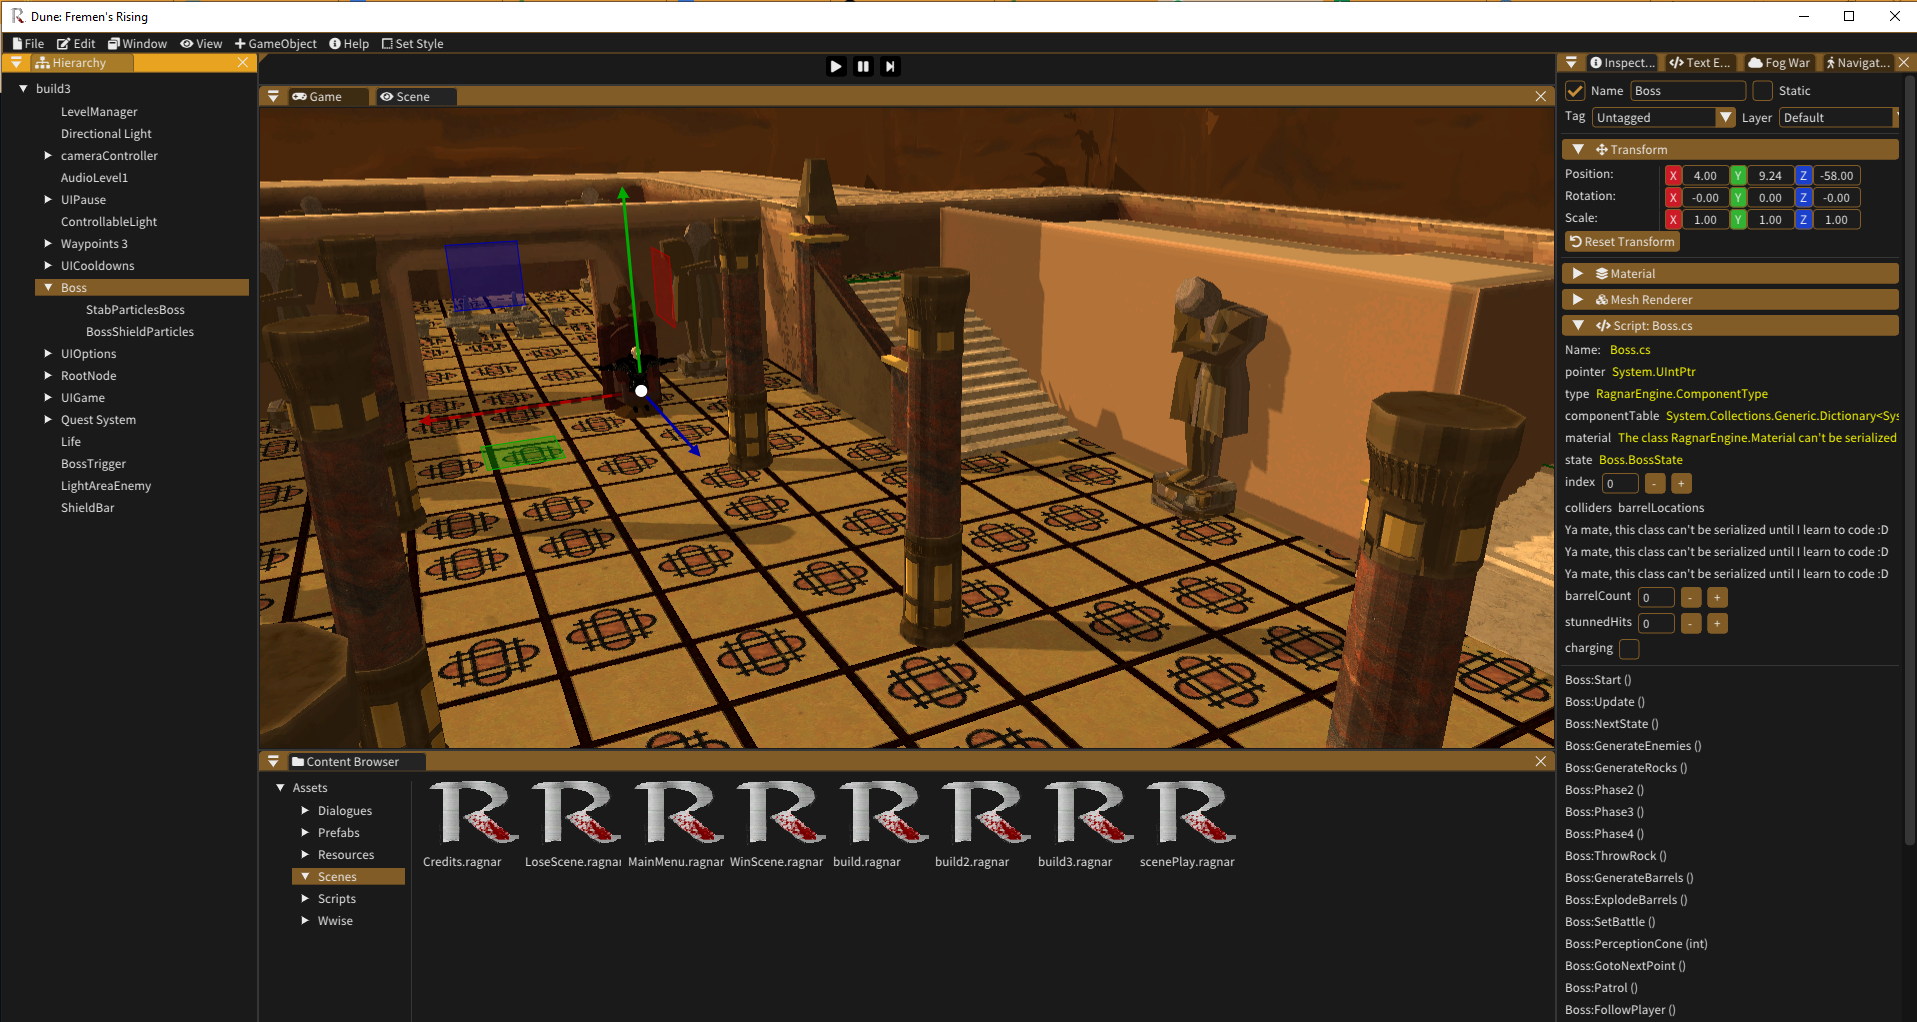 Dune: Fremen's Rising
File Edit Window View GameObject Help Set Style
Hierarchy
build3
LevelManager
Directional Light
cameraController
AudioLevel1
UIPause
ControllableLight
Waypoints 3
UICooldowns
Boss
StabParticlesBoss
BossShieldParticles
UIOptions
RootNode
UIGame
Quest System
Life
BossTrigger
LightAreaEnemy
ShieldBar
Game Scene
Content Browser
Assets
Dialogues
Prefabs
Resources
Scenes
Scripts
Wwise
Credits.ragnar LoseScene.ragnar MainMenu.ragnar WinScene.ragnar build.ragnar build2.ragnar build3.ragnar scenePlay.ragnar
Inspect... Text E... Fog War Navigat...
Name Boss Static
Tag Untagged Layer Default
Transform
Position: X 4.00 Y 9.24 Z -58.00
Rotation: X -0.00 Y 0.00 Z -0.00
Scale: X 1.00 Y 1.00 Z 1.00
Reset Transform
Material
Mesh Renderer
Script: Boss.cs
Name: Boss.cs
pointer System.UIntPtr
type RagnarEngine.ComponentType
componentTable System.Collections.Generic.Dictionary<Sys
material The class RagnarEngine.Material can't be serialized
state Boss.BossState
index 0 - +
colliders barrelLocations
Ya mate, this class can't be serialized until I learn to code :D
Ya mate, this class can't be serialized until I learn to code :D
Ya mate, this class can't be serialized until I learn to code :D
barrelCount 0 - +
stunnedHits 0 - +
charging
Boss:Start ()
Boss:Update ()
Boss:NextState ()
Boss:GenerateEnemies ()
Boss:GenerateRocks ()
Boss:Phase2 ()
Boss:Phase3 ()
Boss:Phase4 ()
Boss:ThrowRock ()
Boss:GenerateBarrels ()
Boss:ExplodeBarrels ()
Boss:SetBattle ()
Boss:PerceptionCone (int)
Boss:GotoNextPoint ()
Boss:Patrol ()
Boss:FollowPlayer ()